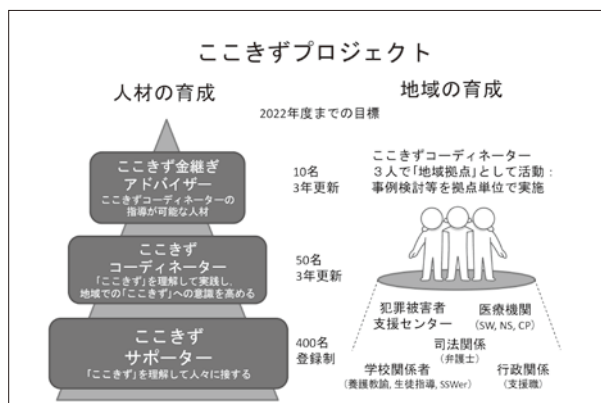 ここきずプロジェクト
人材の育成
地域の育成
2022年度までの目標
ここきず金継ぎ
アドバイザー
ここきずコーディネーターの
指導が可能な人材
10名
3年更新
ここきず
コーディネーター
「ここきず」を理解して実践し,
地域での「ここきず」への意識を高める
50名
3年更新
ここきず
サポーター
「ここきず」を理解して人々に接する
400名
登録制
ここきずコーディネーター
３人で「地域拠点」として活動：
事例検討等を拠点単位で実施
犯罪被害者
支援センター
医療機関
(SW, NS, CP)
司法関係
(弁護士)
学校関係者
(養護教諭, 生徒指導, SSWer)
行政関係
(支援職)